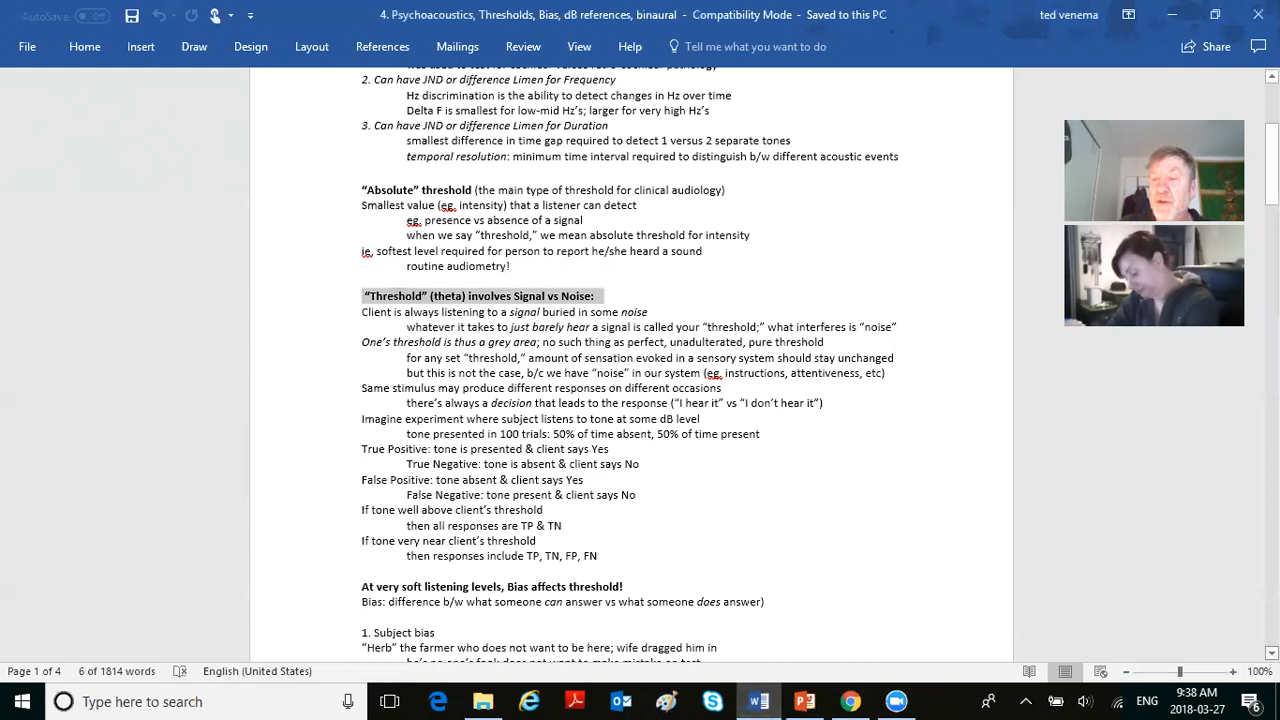 AutoSave Off
4. Psychoacoustics, Thresholds, Bias, dB references, binaural - Compatibility Mode - Saved to this PC
ted venema
File Home Insert Draw Design Layout References Mailings Review View Help Tell me what you want to do Share
2. Can have JND or difference Limen for Frequency
Hz discrimination is the ability to detect changes in Hz over time
Delta F is smallest for low-mid Hz's; larger for very high Hz's
3. Can have JND or difference Limen for Duration
smallest difference in time gap required to detect 1 versus 2 separate tones
temporal resolution: minimum time interval required to distinguish b/w different acoustic events
“Absolute” threshold (the main type of threshold for clinical audiology)
Smallest value (eg. intensity) that a listener can detect
eg. presence vs absence of a signal
when we say “threshold,” we mean absolute threshold for intensity
ie, softest level required for person to report he/she heard a sound
routine audiometry!
“Threshold” (theta) involves Signal vs Noise:
Client is always listening to a signal buried in some noise
whatever it takes to just barely hear a signal is called your “threshold;” what interferes is “noise”
One's threshold is thus a grey area; no such thing as perfect, unadulterated, pure threshold
for any set “threshold,” amount of sensation evoked in a sensory system should stay unchanged
but this is not the case, b/c we have “noise” in our system (eg. instructions, attentiveness, etc)
Same stimulus may produce different responses on different occasions
there's always a decision that leads to the response (“I hear it” vs “I don't hear it”)
Imagine experiment where subject listens to tone at some dB level
tone presented in 100 trials: 50% of time absent, 50% of time present
True Positive: tone is presented & client says Yes
True Negative: tone is absent & client says No
False Positive: tone absent & client says Yes
False Negative: tone present & client says No
If tone well above client's threshold
then all responses are TP & TN
If tone very near client's threshold
then responses include TP, TN, FP, FN
At very soft listening levels, Bias affects threshold!
Bias: difference b/w what someone can answer vs what someone does answer)
1. Subject bias
“Herb” the farmer who does not want to be here; wife dragged him in
Page 1 of 4 6 of 1814 words English (United States) 100%
Type here to search
ENG
9:38 AM
2018-03-27
6